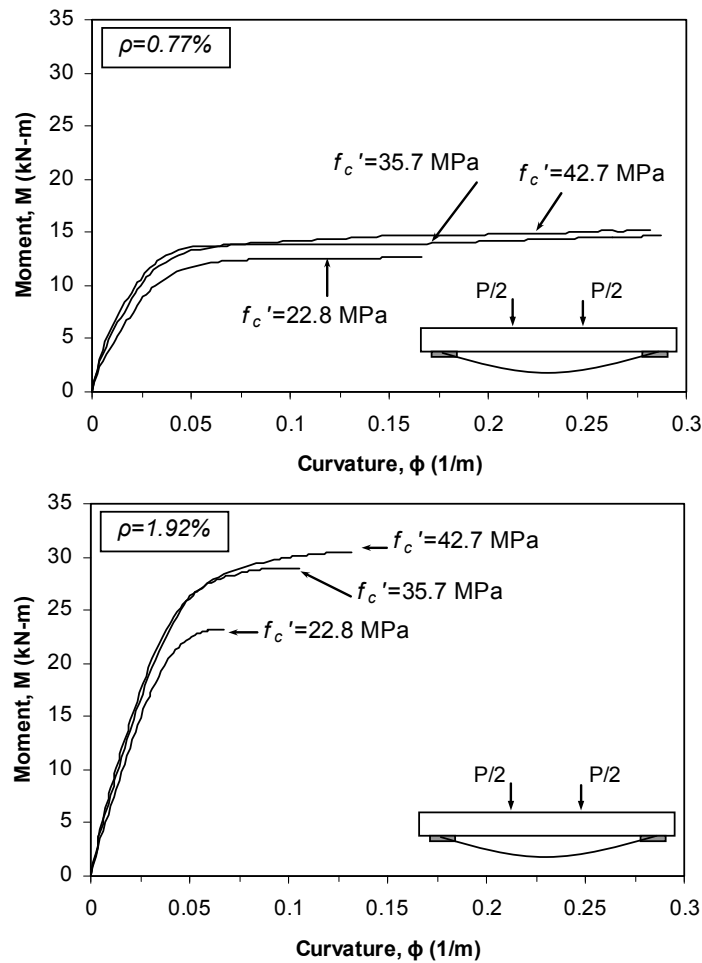 ρ=0.77%
35
30
25
20
15
10
5
0
Moment, M (kN-m)
f_c'=35.7 MPa
f_c'=42.7 MPa
f_c'=22.8 MPa
P/2 P/2
0 0.05 0.1 0.15 0.2 0.25 0.3
Curvature, ϕ (1/m)
ρ=1.92%
35
30
25
20
15
10
5
0
Moment, M (kN-m)
f_c'=42.7 MPa
f_c'=35.7 MPa
f_c'=22.8 MPa
P/2 P/2
0 0.05 0.1 0.15 0.2 0.25 0.3
Curvature, ϕ (1/m)